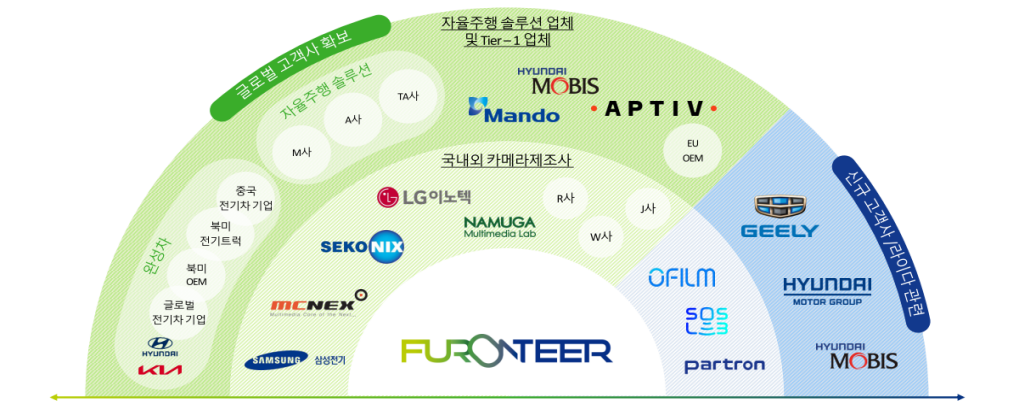 자율주행 솔루션 업체
및 Tier – 1 업체
글로벌 고객사 확보
자율주행 솔루션
TA사
A사
M사
HYUNDAI
MOBIS
Mando
APTIV
EU
OEM
국내외 카메라제조사
LG이노텍
R사
J사
W사
NAMUGA
Multimedia Lab
SEKONIX
MCNEX
Multimedia Core of the Next...
SAMSUNG 삼성전기
중국
전기차 기업
북미
전기트럭
완성차
북미
OEM
글로벌
전기차 기업
HYUNDAI
KIA
FURONTEER
신규 고객사 /라이다 관련
GEELY
OFILM
HYUNDAI
MOTOR GROUP
SOS
LAB
partron
HYUNDAI
MOBIS